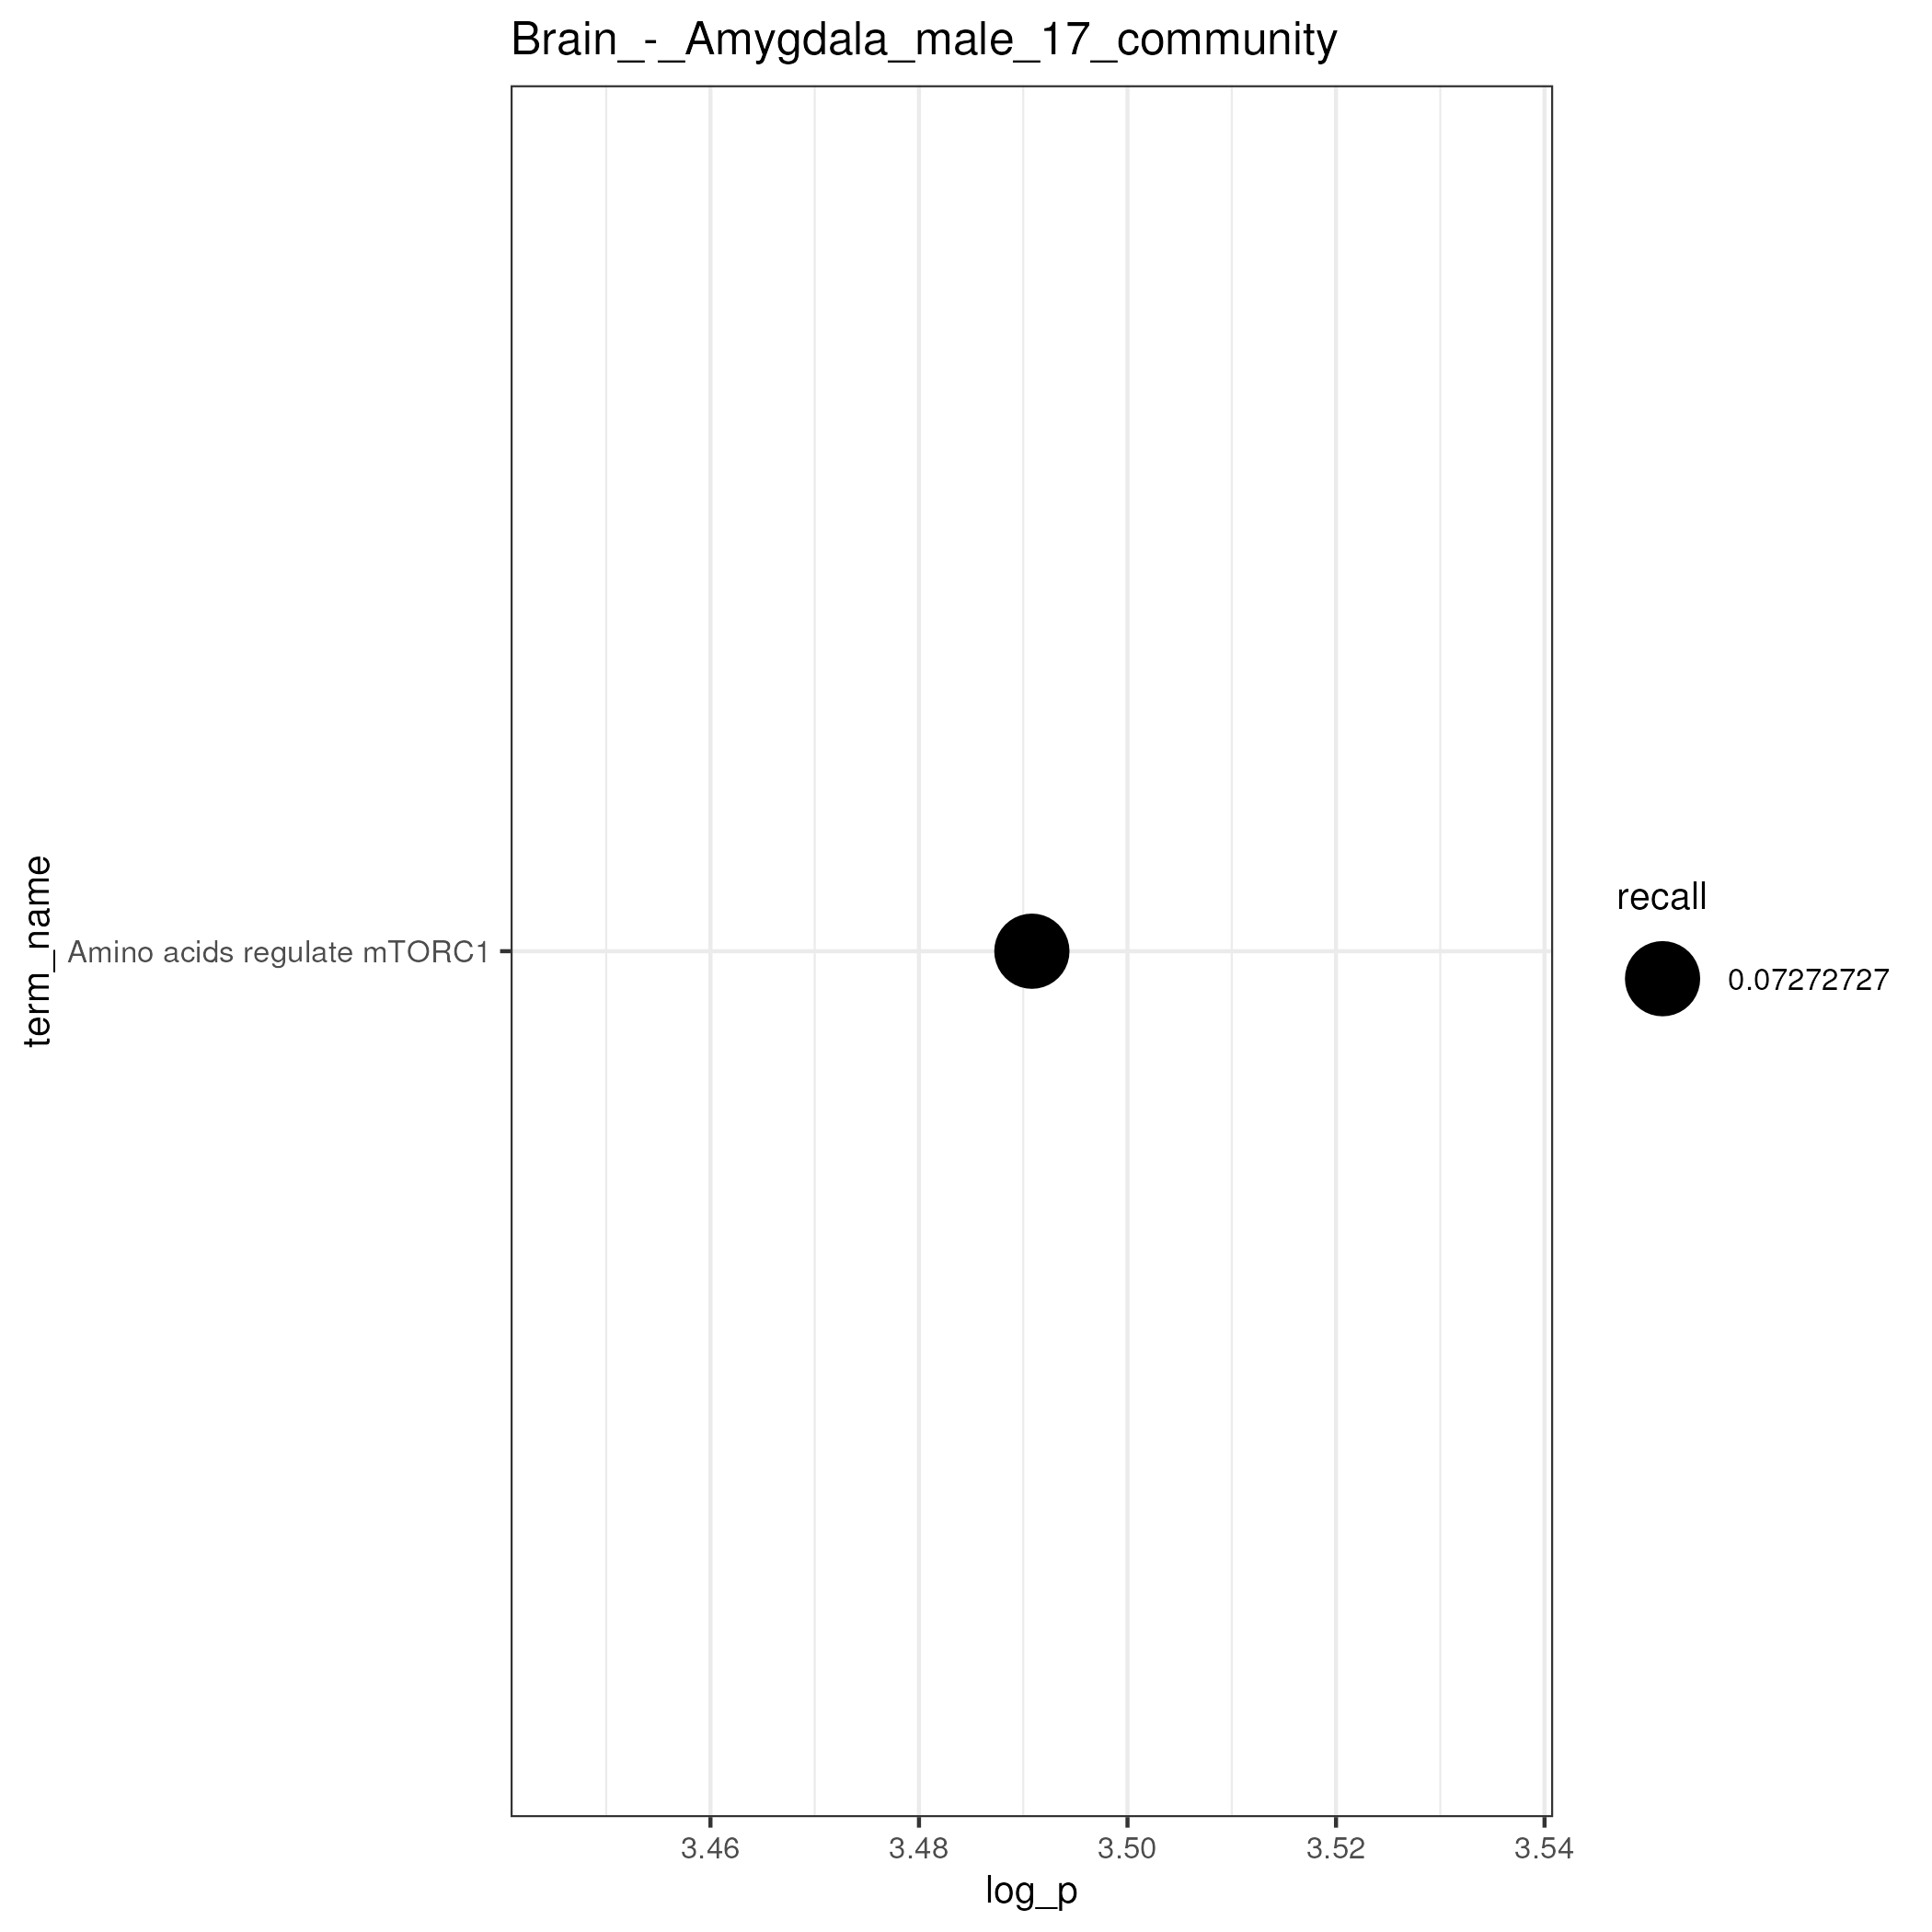 Brain_-_Amygdala_male_17_community
term_name
Amino acids regulate mTORC1
recall
0.07272727
3.46 3.48 3.50 3.52 3.54
log_p